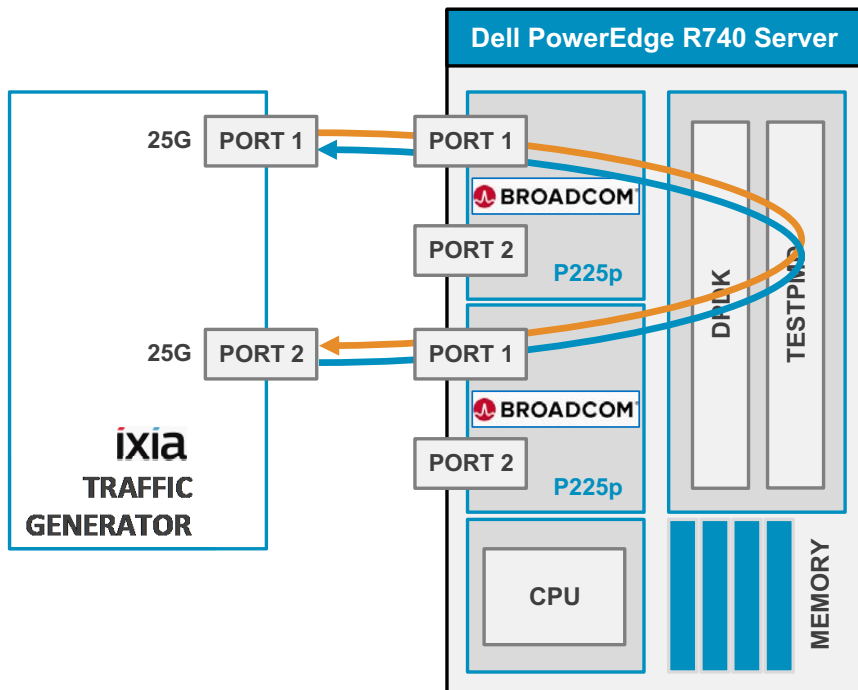 Dell PowerEdge R740 Server
25G
PORT 1
PORT 1
BROADCOM
PORT 2
P225p
25G
PORT 2
PORT 1
BROADCOM
PORT 2
P225p
ixia
TRAFFIC
GENERATOR
DPDK
TESTPMD
CPU
MEMORY